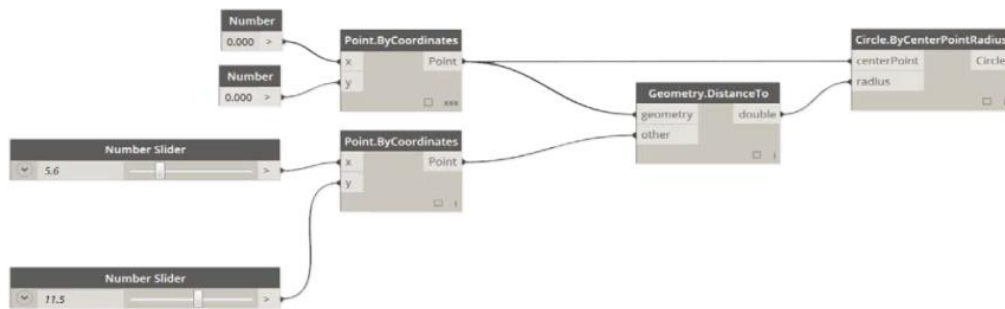 Number
0.000 >
Number
0.000 >
Point.ByCoordinates
x Point
y
xxx
Number Slider
5.6 >
Point.ByCoordinates
x Point
y
Number Slider
11.5 >
Geometry.DistanceTo
geometry double
other
Circle.ByCenterPointRadius
centerPoint Circle
radius